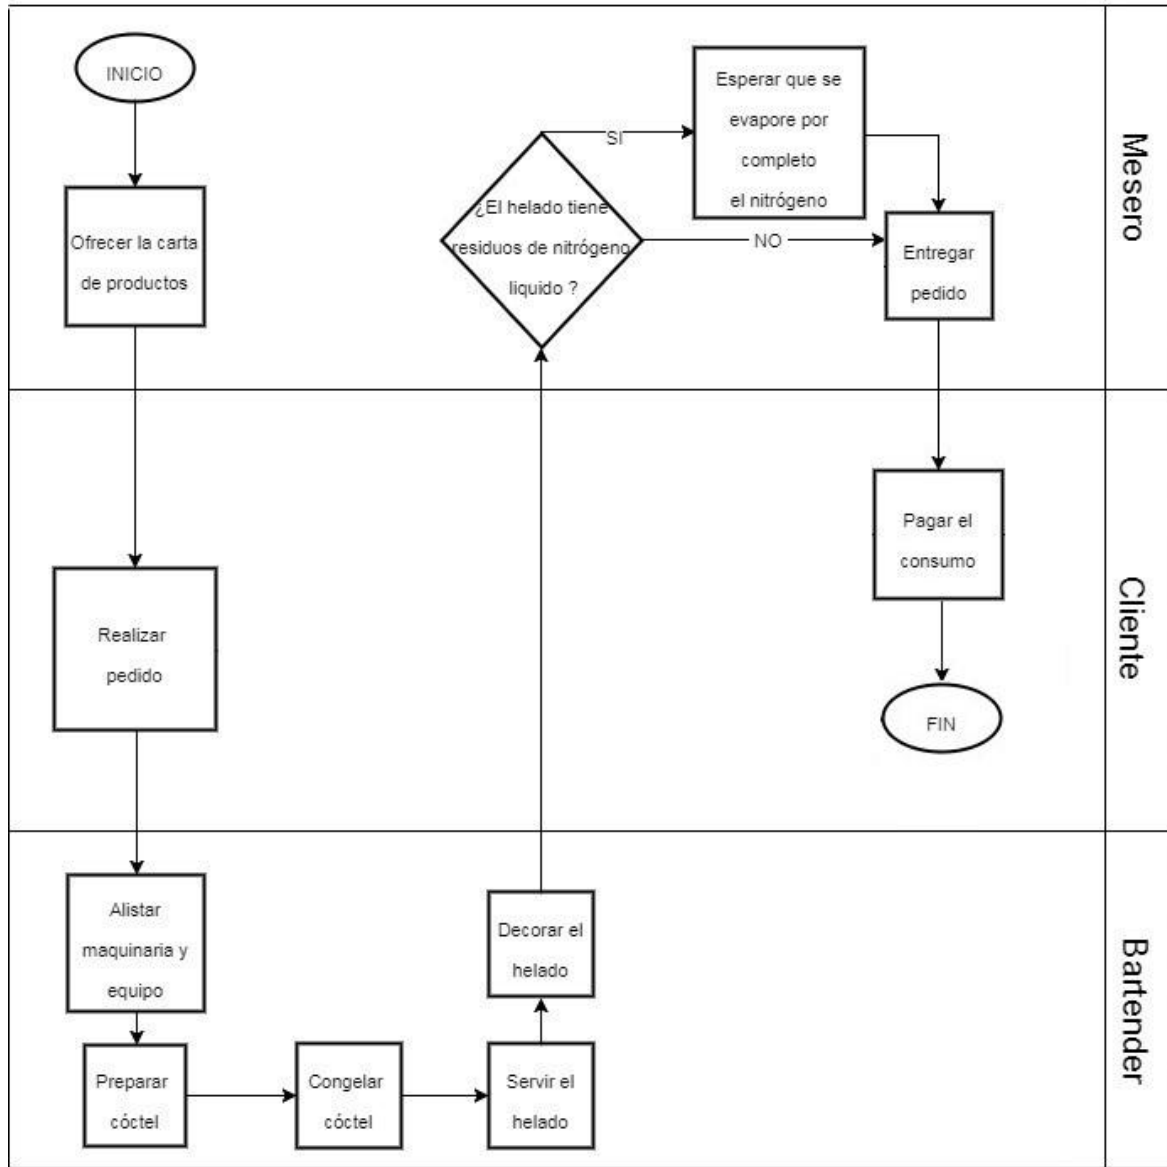 INICIO
Ofrecer la carta
de productos
Realizar
pedido
Alistar
maquinaria y
equipo
Preparar
cóctel
Congelar
cóctel
Servir el
helado
Decorar el
helado
¿El helado tiene
residuos de nitrógeno
liquido ?
SI
Esperar que se
evapore por
completo
el nitrógeno
NO
Entregar
pedido
Pagar el
consumo
FIN
Mesero
Cliente
Bartender